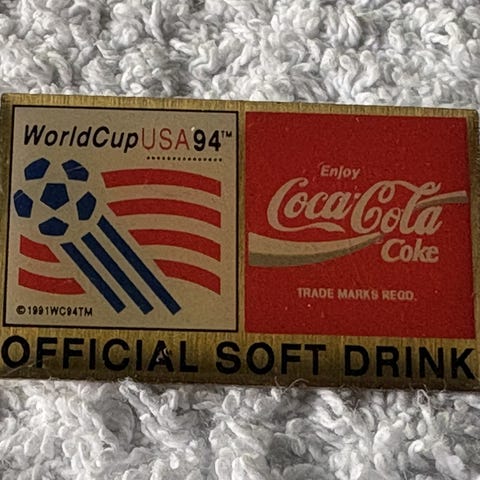 WorldCupUSA94™
©1991WC94TM
Enjoy
Coca-Cola
Coke
TRADE MARKS REGD.
OFFICIAL SOFT DRINK